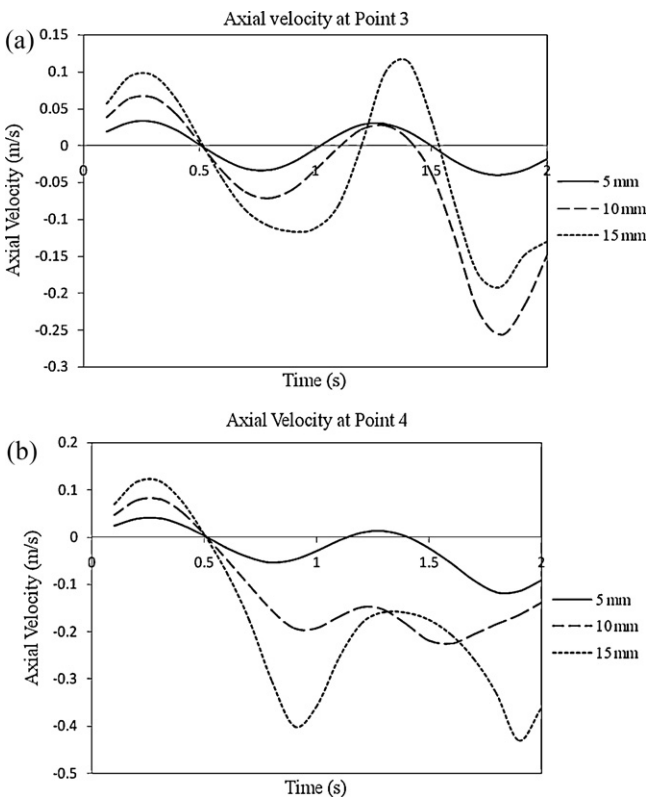 (a)
Axial velocity at Point 3
Axial Velocity (m/s)
0.15
0.1
0.05
0
-0.05
-0.1
-0.15
-0.2
-0.25
-0.3
0 0.5 1 1.5 2
Time (s)
5 mm
10 mm
15 mm
(b)
Axial Velocity at Point 4
Axial Velocity (m/s)
0.2
0.1
0
-0.1
-0.2
-0.3
-0.4
-0.5
0 0.5 1 1.5 2
Time (s)
5 mm
10 mm
15 mm